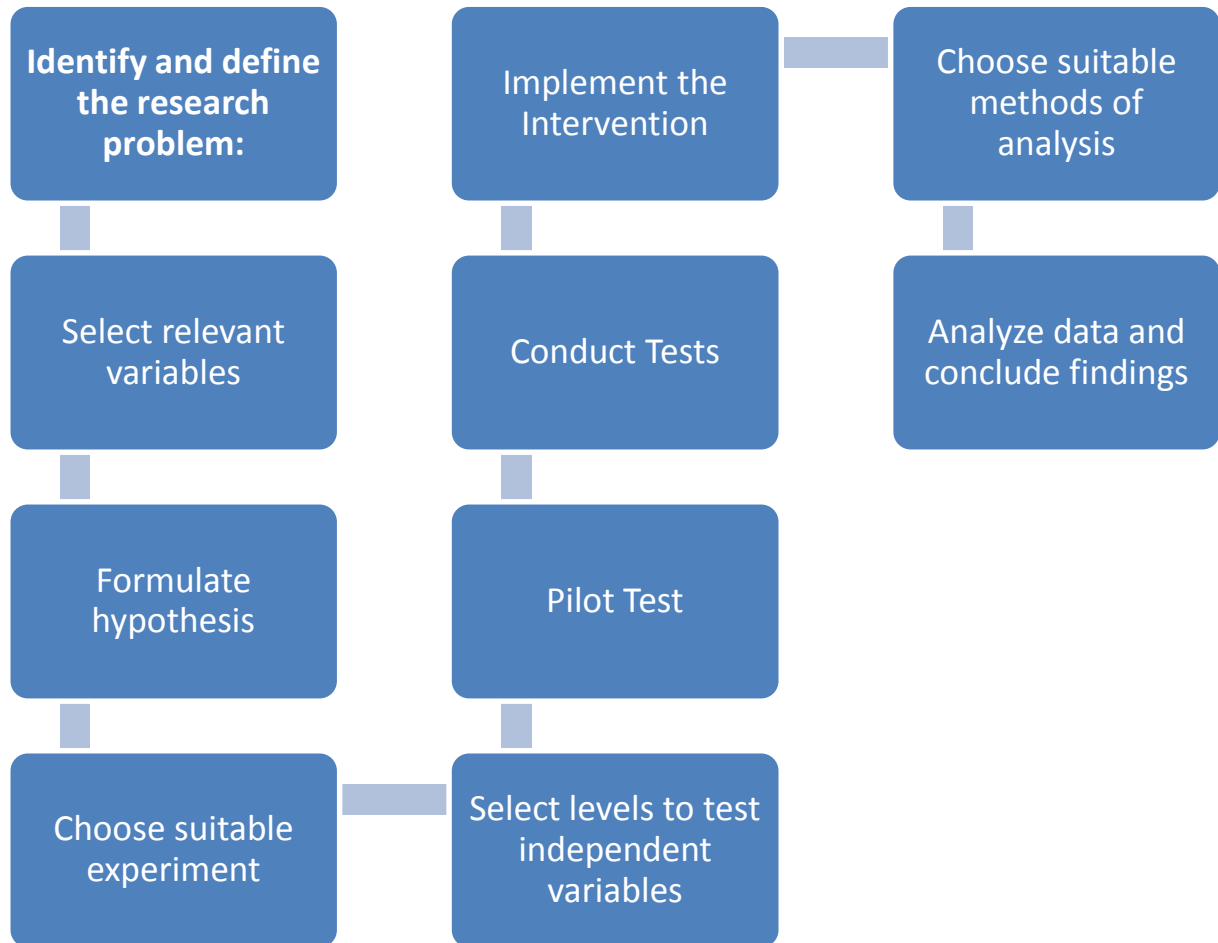 Identify and define
the research
problem:
Select relevant
variables
Formulate
hypothesis
Choose suitable
experiment
Select levels to test
independent
variables
Pilot Test
Conduct Tests
Implement the
Intervention
Choose suitable
methods of
analysis
Analyze data and
conclude findings